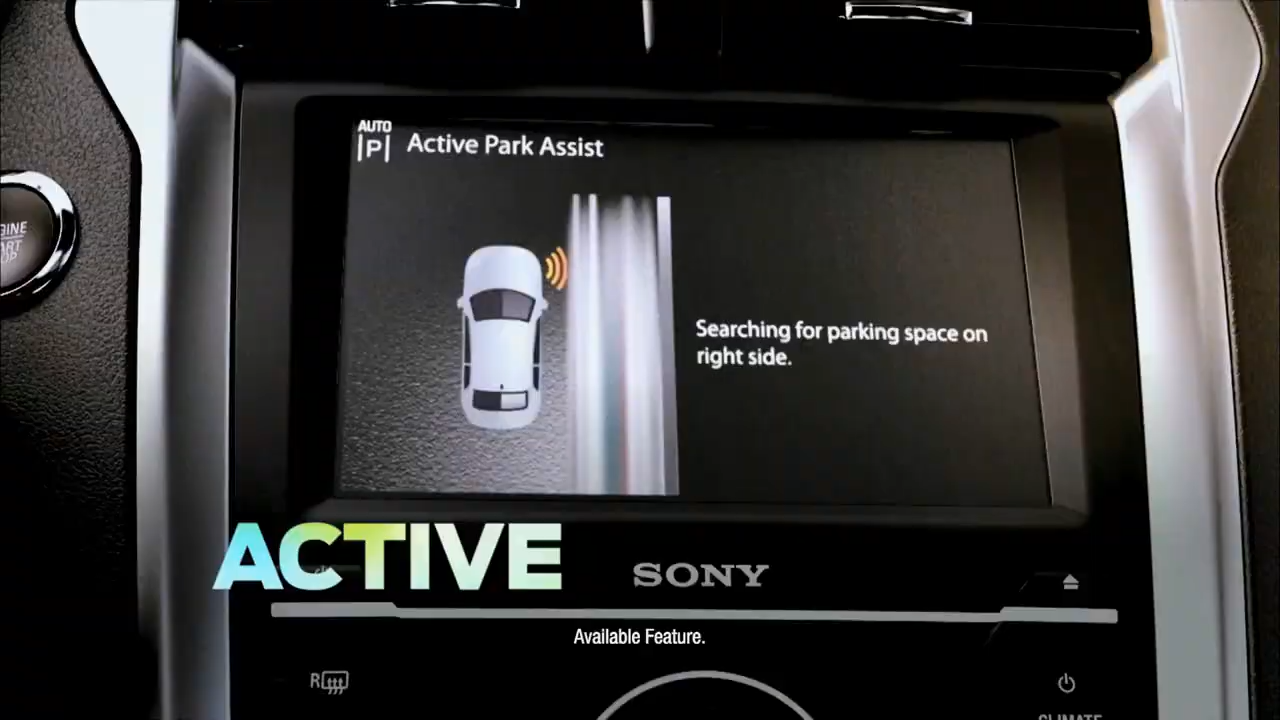 AUTO
|P| Active Park Assist
Searching for parking space on
right side.
ACTIVE
SONY
Available Feature.
R